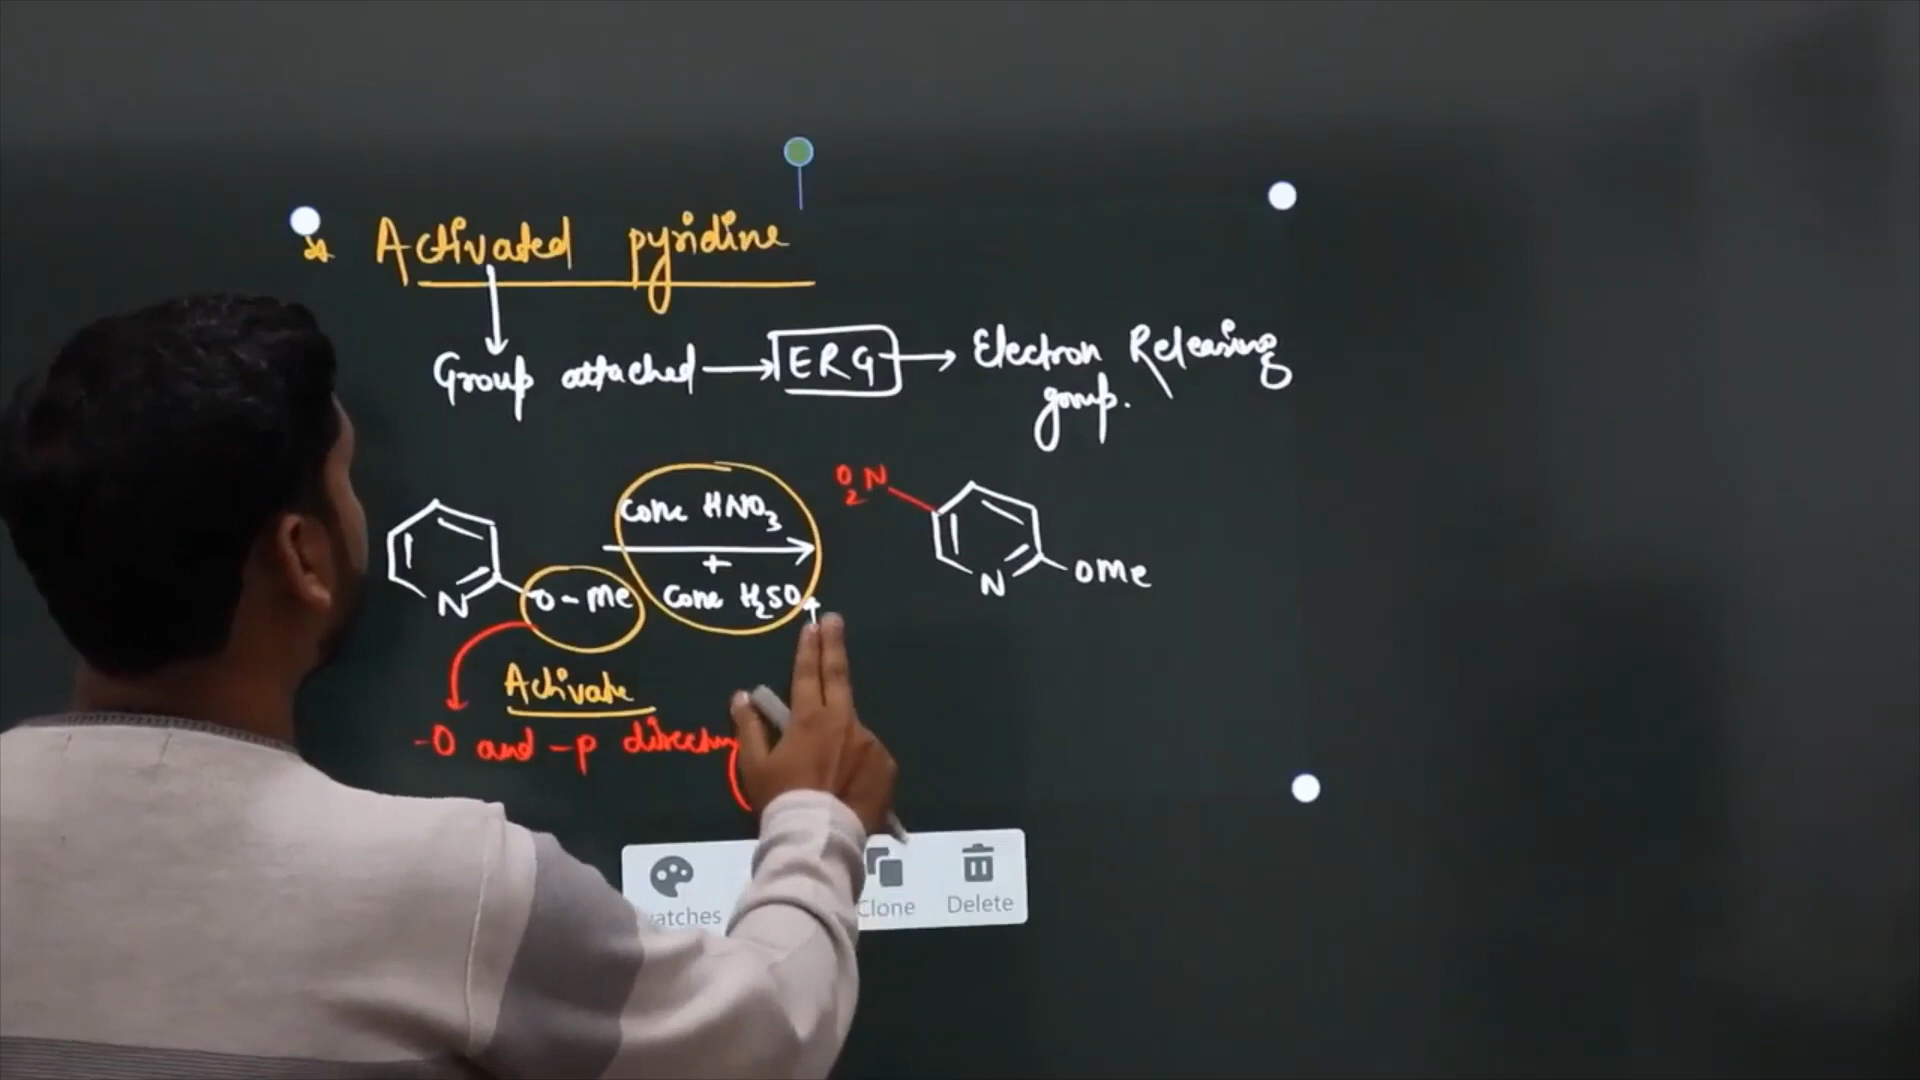 Activated pyridine
Group attached → ERG → Electron Releasing
group.
conc HNO3
+
conc H2SO4
N
O-Me
O2N
N
OMe
Activate
-O and -p directing
Clone
Delete